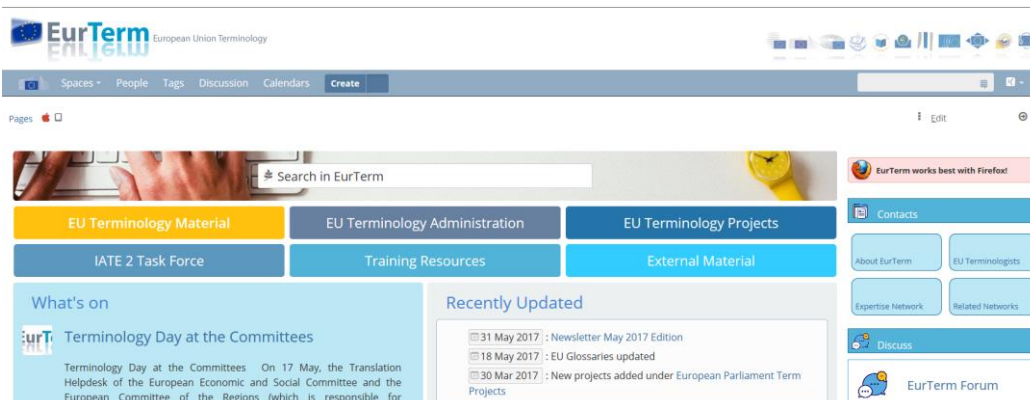 EurTerm European Union Terminology
Spaces People Tags Discussion Calendars Create
Pages
Edit
Search in EurTerm
EurTerm works best with Firefox!
EU Terminology Material
EU Terminology Administration
EU Terminology Projects
IATE 2 Task Force
Training Resources
External Material
Contacts
About EurTerm
EU Terminologists
Expertise Network
Related Networks
Discuss
EurTerm Forum
What's on
Terminology Day at the Committees
Terminology Day at the Committees On 17 May, the Translation
Helpdesk of the European Economic and Social Committee and the
European Committee of the Regions (which is responsible for
Recently Updated
31 May 2017 : Newsletter May 2017 Edition
18 May 2017 : EU Glossaries updated
30 Mar 2017 : New projects added under European Parliament Term
Projects